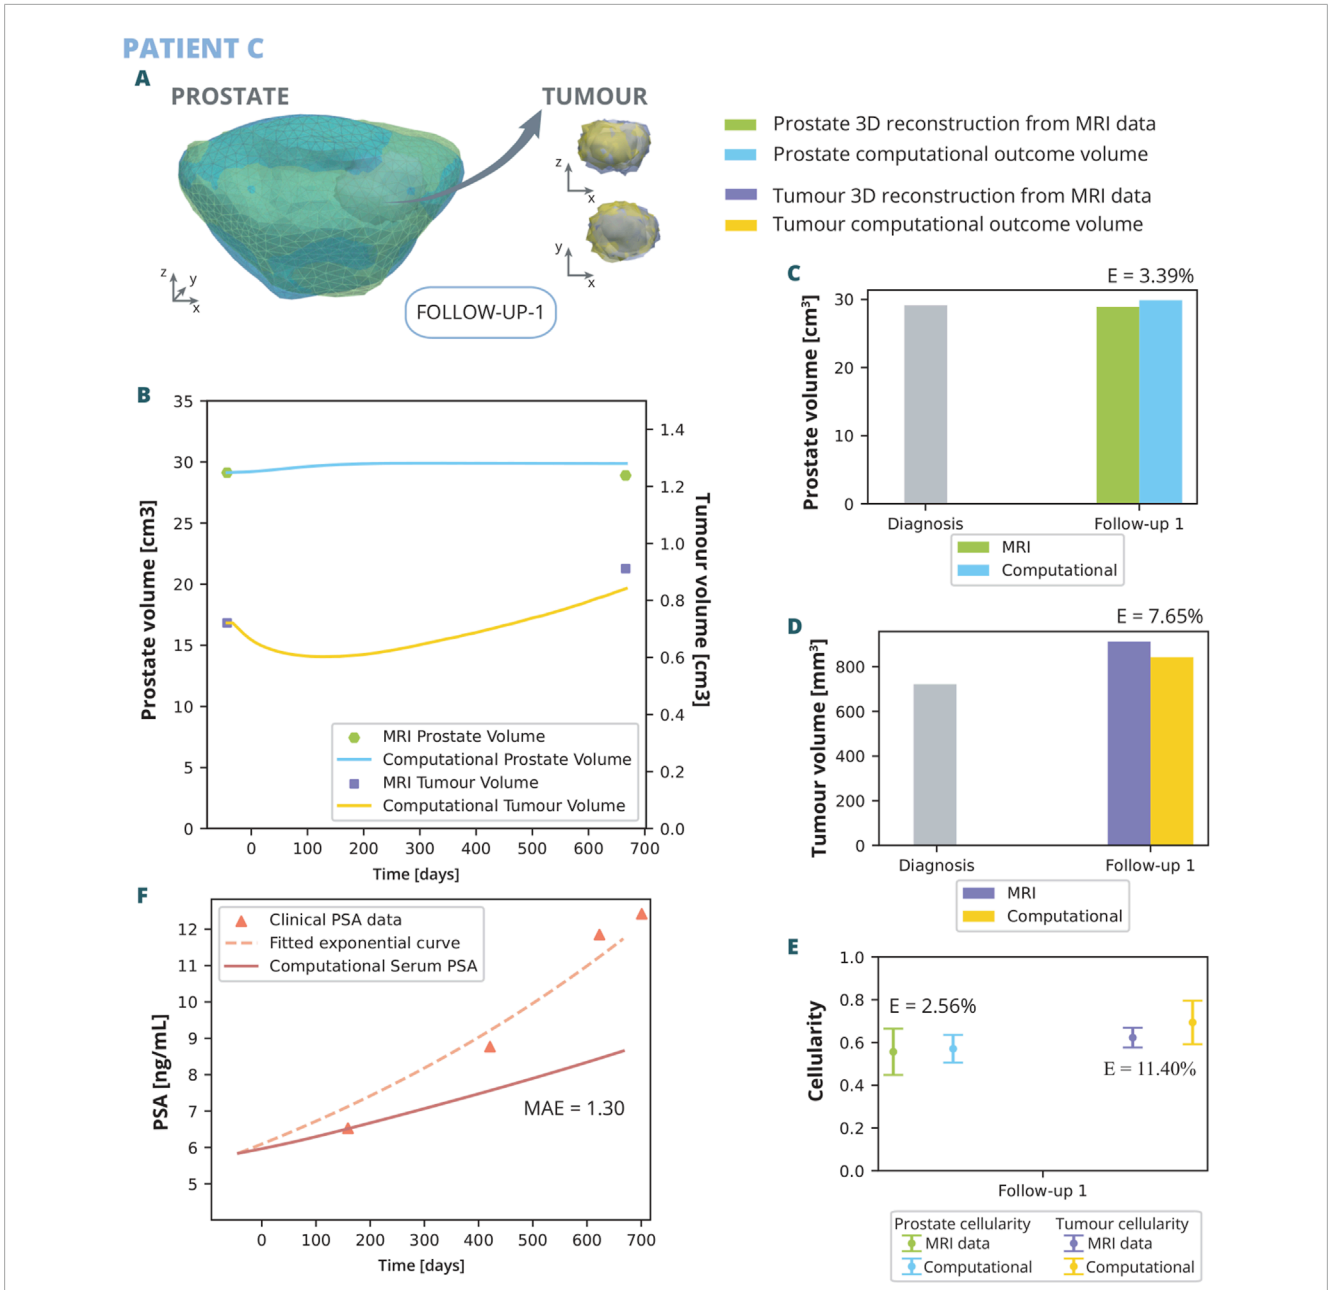 PATIENT C
A
PROSTATE
TUMOUR
z
x
y
x
z
y
x
FOLLOW-UP-1
Prostate 3D reconstruction from MRI data
Prostate computational outcome volume
Tumour 3D reconstruction from MRI data
Tumour computational outcome volume
B
35
30
25
20
15
10
5
0
Prostate volume [cm3]
1.4
1.2
1.0
0.8
0.6
0.4
0.2
0.0
Tumour volume [cm3]
MRI Prostate Volume
Computational Prostate Volume
MRI Tumour Volume
Computational Tumour Volume
0 100 200 300 400 500 600 700
Time [days]
C
E = 3.39%
Prostate volume [cm³]
30
20
10
0
Diagnosis
Follow-up 1
MRI
Computational
D
E = 7.65%
Tumour volume [mm³]
800
600
400
200
0
Diagnosis
Follow-up 1
MRI
Computational
E
1.0
0.8
0.6
0.4
0.2
0.0
Cellularity
E = 2.56%
E = 11.40%
Follow-up 1
Prostate cellularity
MRI data
Computational
Tumour cellularity
MRI data
Computational
F
Clinical PSA data
Fitted exponential curve
Computational Serum PSA
12
11
10
9
8
7
6
5
PSA [ng/mL]
MAE = 1.30
0 100 200 300 400 500 600 700
Time [days]